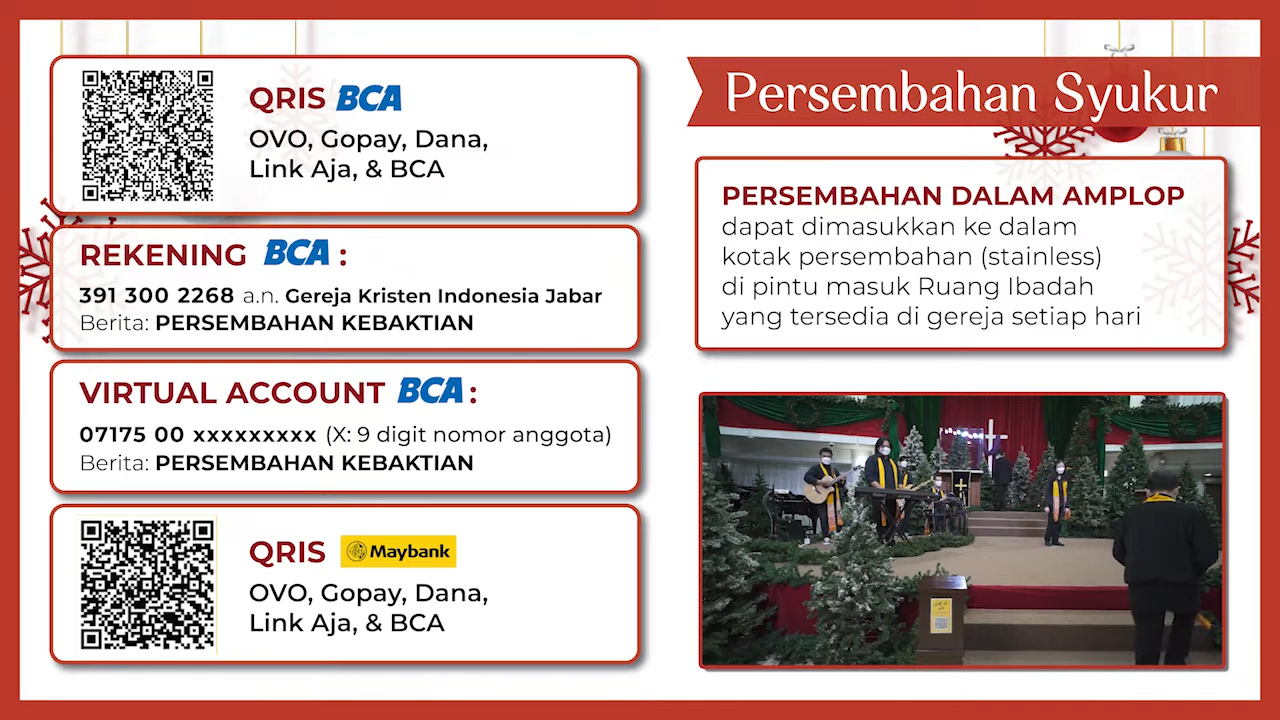 QRIS BCA
OVO, Gopay, Dana,
Link Aja, & BCA
REKENING BCA :
391 300 2268 a.n. Gereja Kristen Indonesia Jabar
Berita: PERSEMBAHAN KEBAKTIAN
VIRTUAL ACCOUNT BCA :
07175 00 xxxxxxxxx (X: 9 digit nomor anggota)
Berita: PERSEMBAHAN KEBAKTIAN
QRIS Maybank
OVO, Gopay, Dana,
Link Aja, & BCA
Persembahan Syukur
PERSEMBAHAN DALAM AMPLOP
dapat dimasukkan ke dalam
kotak persembahan (stainless)
di pintu masuk Ruang Ibadah
yang tersedia di gereja setiap hari